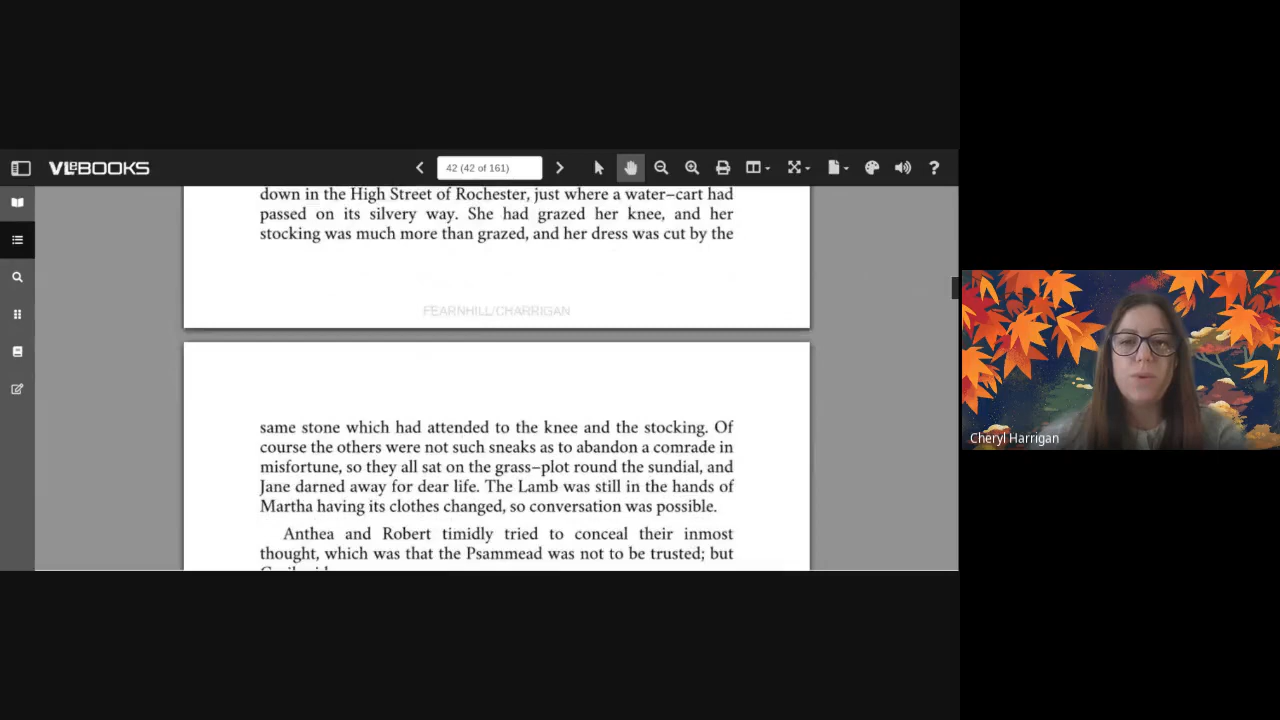 VLeBOOKS
42 (42 of 161)
down in the High Street of Rochester, just where a water–cart had
passed on its silvery way. She had grazed her knee, and her
stocking was much more than grazed, and her dress was cut by the
FEARNHILL/CHARRIGAN
same stone which had attended to the knee and the stocking. Of
course the others were not such sneaks as to abandon a comrade in
misfortune, so they all sat on the grass–plot round the sundial, and
Jane darned away for dear life. The Lamb was still in the hands of
Martha having its clothes changed, so conversation was possible.
Anthea and Robert timidly tried to conceal their inmost
thought, which was that the Psammead was not to be trusted; but
Cheryl Harrigan